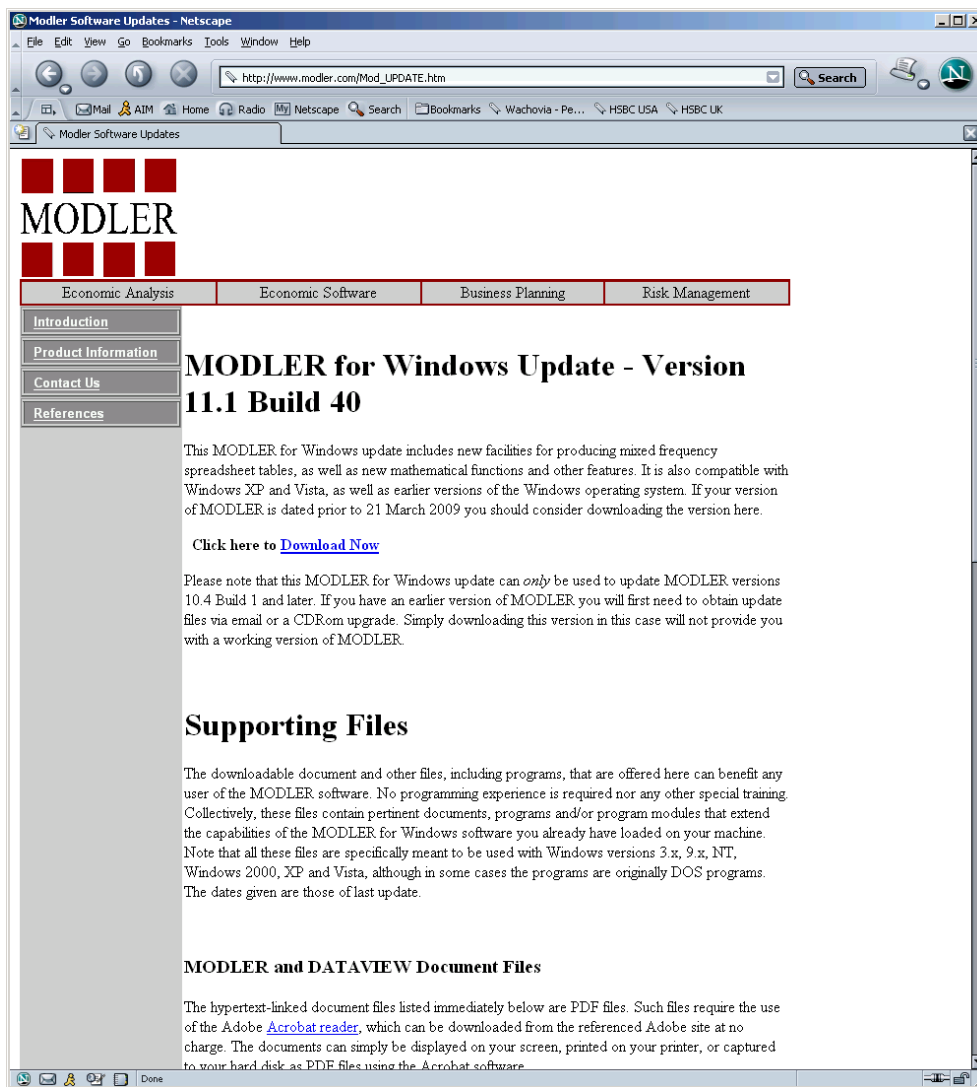 Modler Software Updates - Netscape
File Edit View Go Bookmarks Tools Window Help
http://www.modler.com/Mod_UPDATE.htm Search N
Mail AIM Home Radio My Netscape Search Bookmarks Wachovia - Pe... HSBC USA HSBC UK
Modler Software Updates
MODLER
Economic Analysis Economic Software Business Planning Risk Management
Introduction
Product Information
Contact Us
References
MODLER for Windows Update - Version
11.1 Build 40
This MODLER for Windows update includes new facilities for producing mixed frequency
spreadsheet tables, as well as new mathematical functions and other features. It is also compatible with
Windows XP and Vista, as well as earlier versions of the Windows operating system. If your version
of MODLER is dated prior to 21 March 2009 you should consider downloading the version here.
Click here to Download Now
Please note that this MODLER for Windows update can only be used to update MODLER versions
10.4 Build 1 and later. If you have an earlier version of MODLER you will first need to obtain update
files via email or a CDRom upgrade. Simply downloading this version in this case will not provide you
with a working version of MODLER.
Supporting Files
The downloadable document and other files, including programs, that are offered here can benefit any
user of the MODLER software. No programming experience is required nor any other special training.
Collectively, these files contain pertinent documents, programs and/or program modules that extend
the capabilities of the MODLER for Windows software you already have loaded on your machine.
Note that all these files are specifically meant to be used with Windows versions 3.x, 9.x, NT,
Windows 2000, XP and Vista, although in some cases the programs are originally DOS programs.
The dates given are those of last update.
MODLER and DATAVIEW Document Files
The hypertext-linked document files listed immediately below are PDF files. Such files require the use
of the Adobe Acrobat reader, which can be downloaded from the referenced Adobe site at no
charge. The documents can simply be displayed on your screen, printed on your printer, or captured
to your hard disk as PDF files using the Acrobat software.
Done